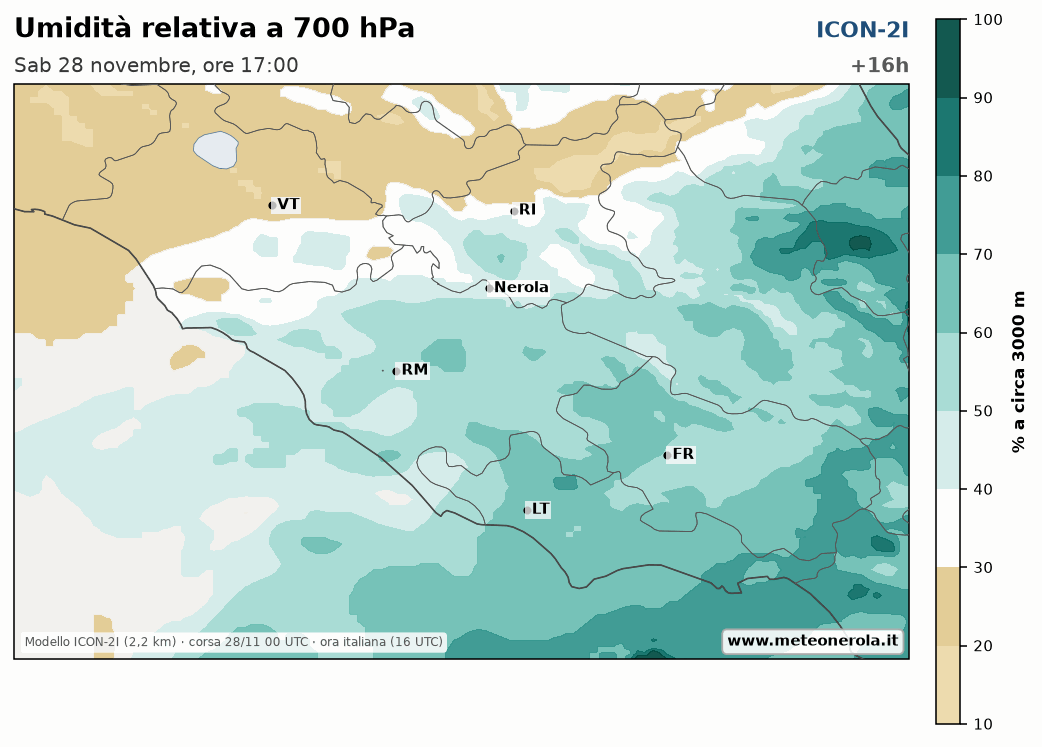 Umidità relativa a 700 hPa
ICON-2I
Sab 28 novembre, ore 17:00
+16h
100
90
80
70
60
50
40
30
20
10
% a circa 3000 m
VT
RI
Nerola
RM
FR
LT
Modello ICON-2I (2,2 km) · corsa 28/11 00 UTC · ora italiana (16 UTC)
www.meteonerola.it